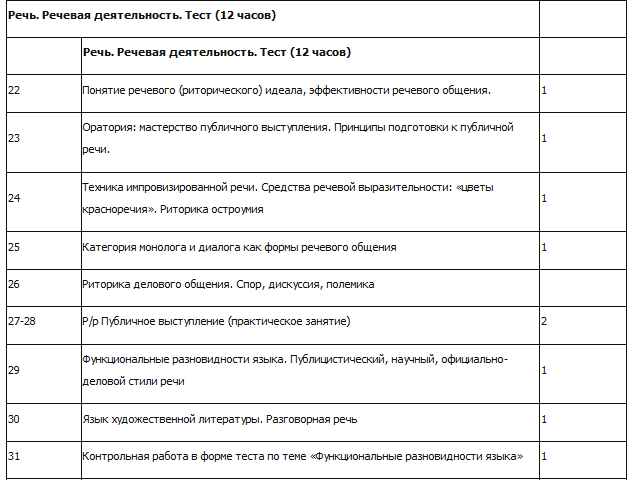 Речь. Речевая деятельность. Тест (12 часов)
Речь. Речевая деятельность. Тест (12 часов)
22 Понятие речевого (риторического) идеала, эффективности речевого общения. 1
23 Оратория: мастерство публичного выступления. Принципы подготовки к публичной 1
речи.
24 Техника импровизированной речи. Средства речевой выразительности: «цветы 1
красноречия». Риторика остроумия
25 Категория монолога и диалога как формы речевого общения 1
26 Риторика делового общения. Спор, дискуссия, полемика
27-28 Р/р Публичное выступление (практическое занятие) 2
29 Функциональные разновидности языка. Публицистический, научный, официально- 1
деловой стили речи
30 Язык художественной литературы. Разговорная речь 1
31 Контрольная работа в форме теста по теме «Функциональные разновидности языка» 1